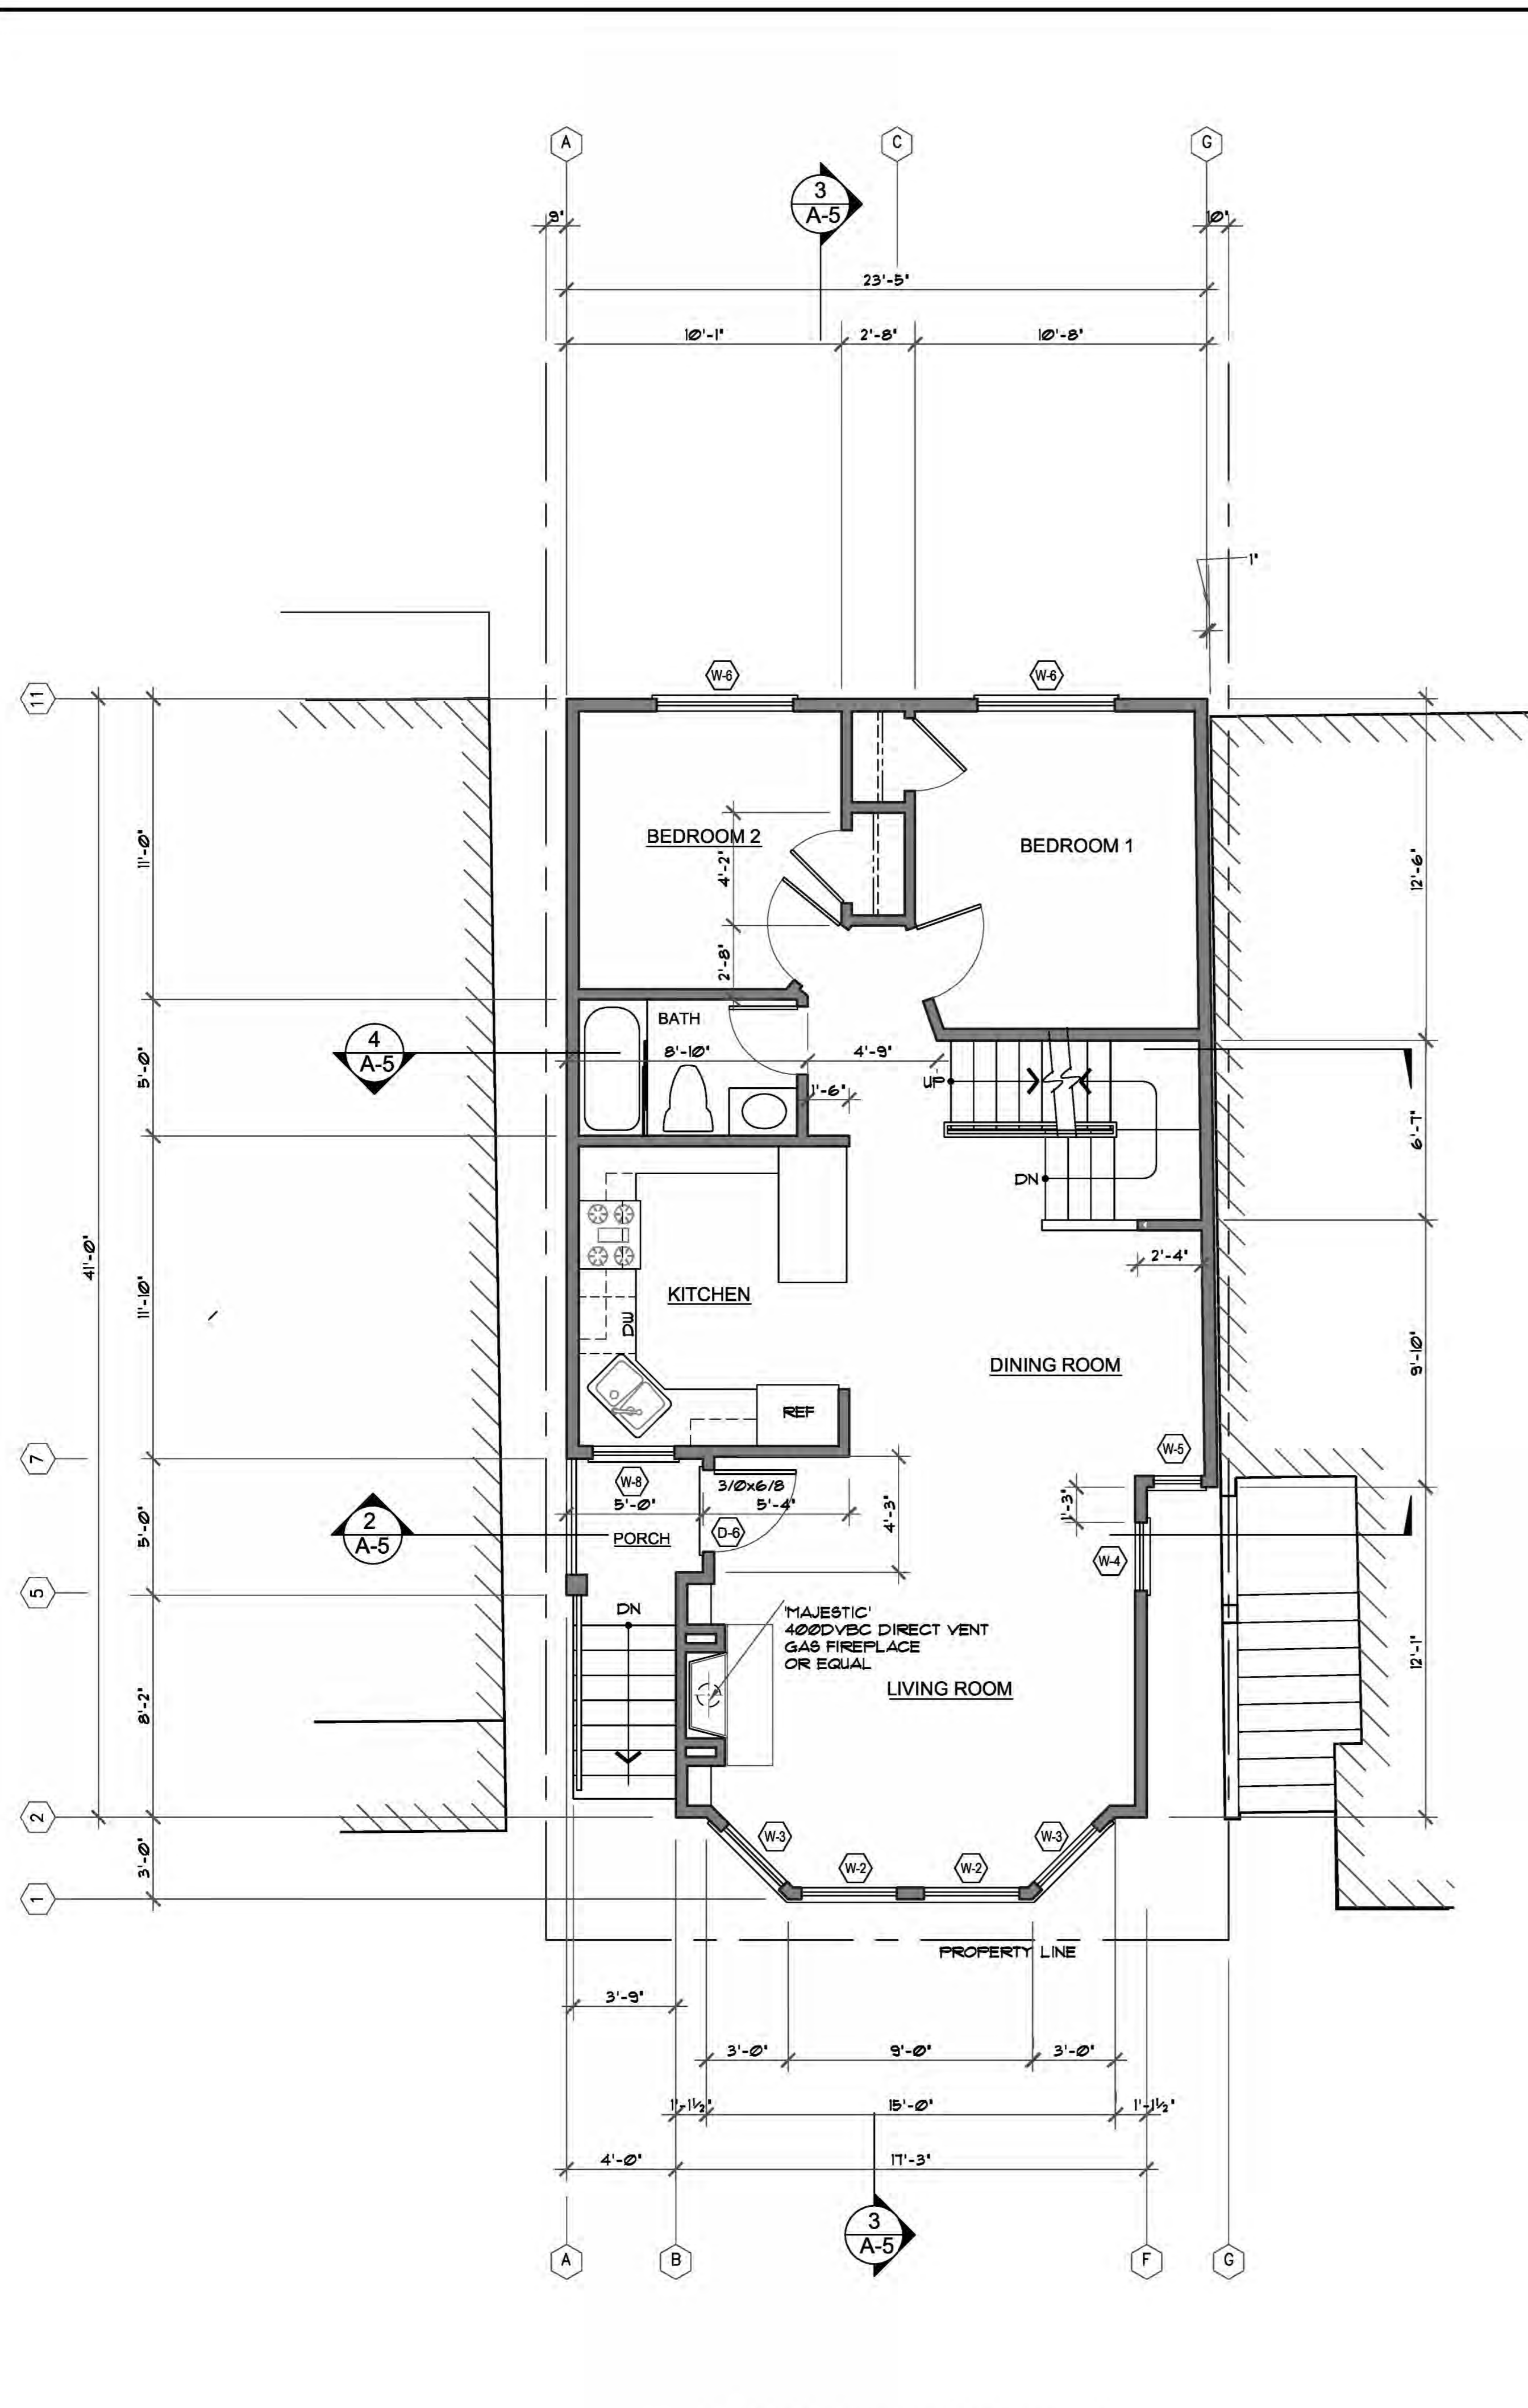 A
C
G
3
A-5
9"
10"
23'-5"
10'-1"
2'-8"
10'-8"
1"
11
W-6
W-6
11'-0"
BEDROOM 2
4'-2"
BEDROOM 1
12'-6"
2'-8"
4
A-5
BATH
8'-10"
4'-9"
5'-0"
1'-6"
UP
6'-7"
DN
41'-0"
2'-4"
11'-10"
KITCHEN
DW
DINING ROOM
9'-10"
REF
7
W-5
W-8
3/0x6/8
5'-0"
5'-4"
4'-3"
1'-3"
2
A-5
PORCH
D-6
5'-0"
W-4
5
DN
'MAJESTIC'
400DVBC DIRECT VENT
GAS FIREPLACE
OR EQUAL
LIVING ROOM
12'-1"
8'-2"
2
W-3
W-3
3'-0"
W-2
W-2
1
PROPERTY LINE
3'-9"
3'-0"
9'-0"
3'-0"
1'-1½"
15'-0"
1'-1½"
4'-0"
17'-3"
3
A-5
A
B
F
G